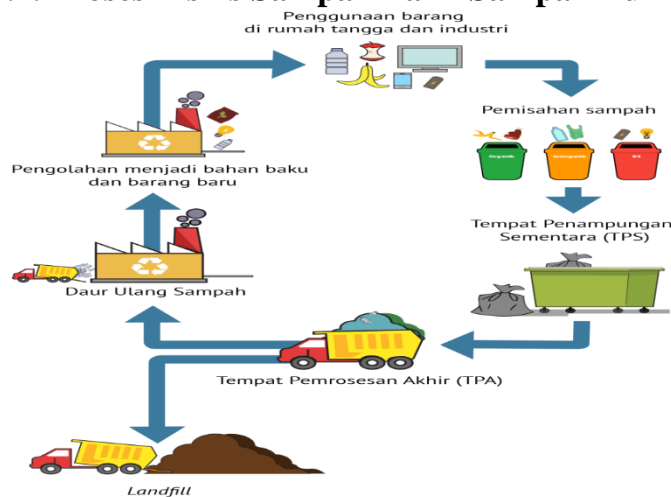 Penggunaan barang
di rumah tangga dan industri
Pemisahan sampah
Organik
Anorganik
B3
Tempat Penampungan
Sementara (TPS)
Tempat Pemrosesan Akhir (TPA)
Landfill
Daur Ulang Sampah
Pengolahan menjadi bahan baku
dan barang baru